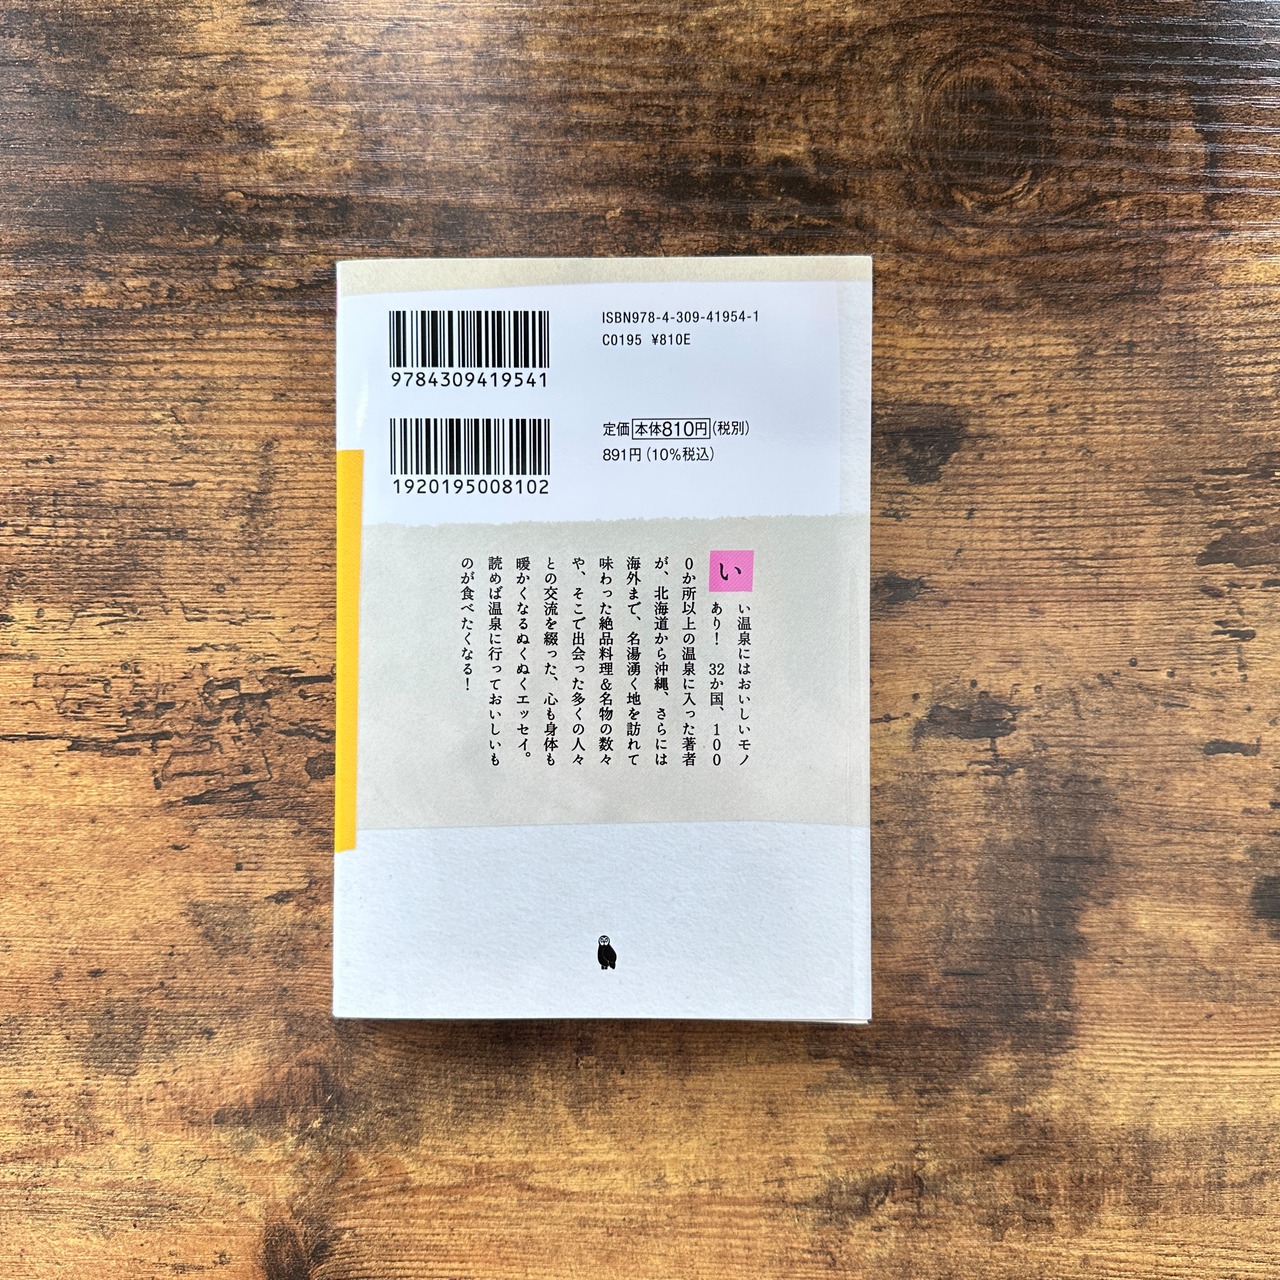 ISBN978-4-309-41954-1
C0195 ¥810E
9784309419541
定価本体810円(税別)
891円(10%税込)
1920195008102
いい温泉にはおいしいモノ
あり! 32か国、100
0か所以上の温泉に入った著者
が、北海道から沖縄、さらには
海外まで、名湯湧く地を訪れて
味わった絶品料理&名物の数々
や、そこで出会った多くの人々
との交流を綴った、心も身体も
暖かくなるぬくぬくエッセイ。
読めば温泉に行っておいしいも
のが食べたくなる!